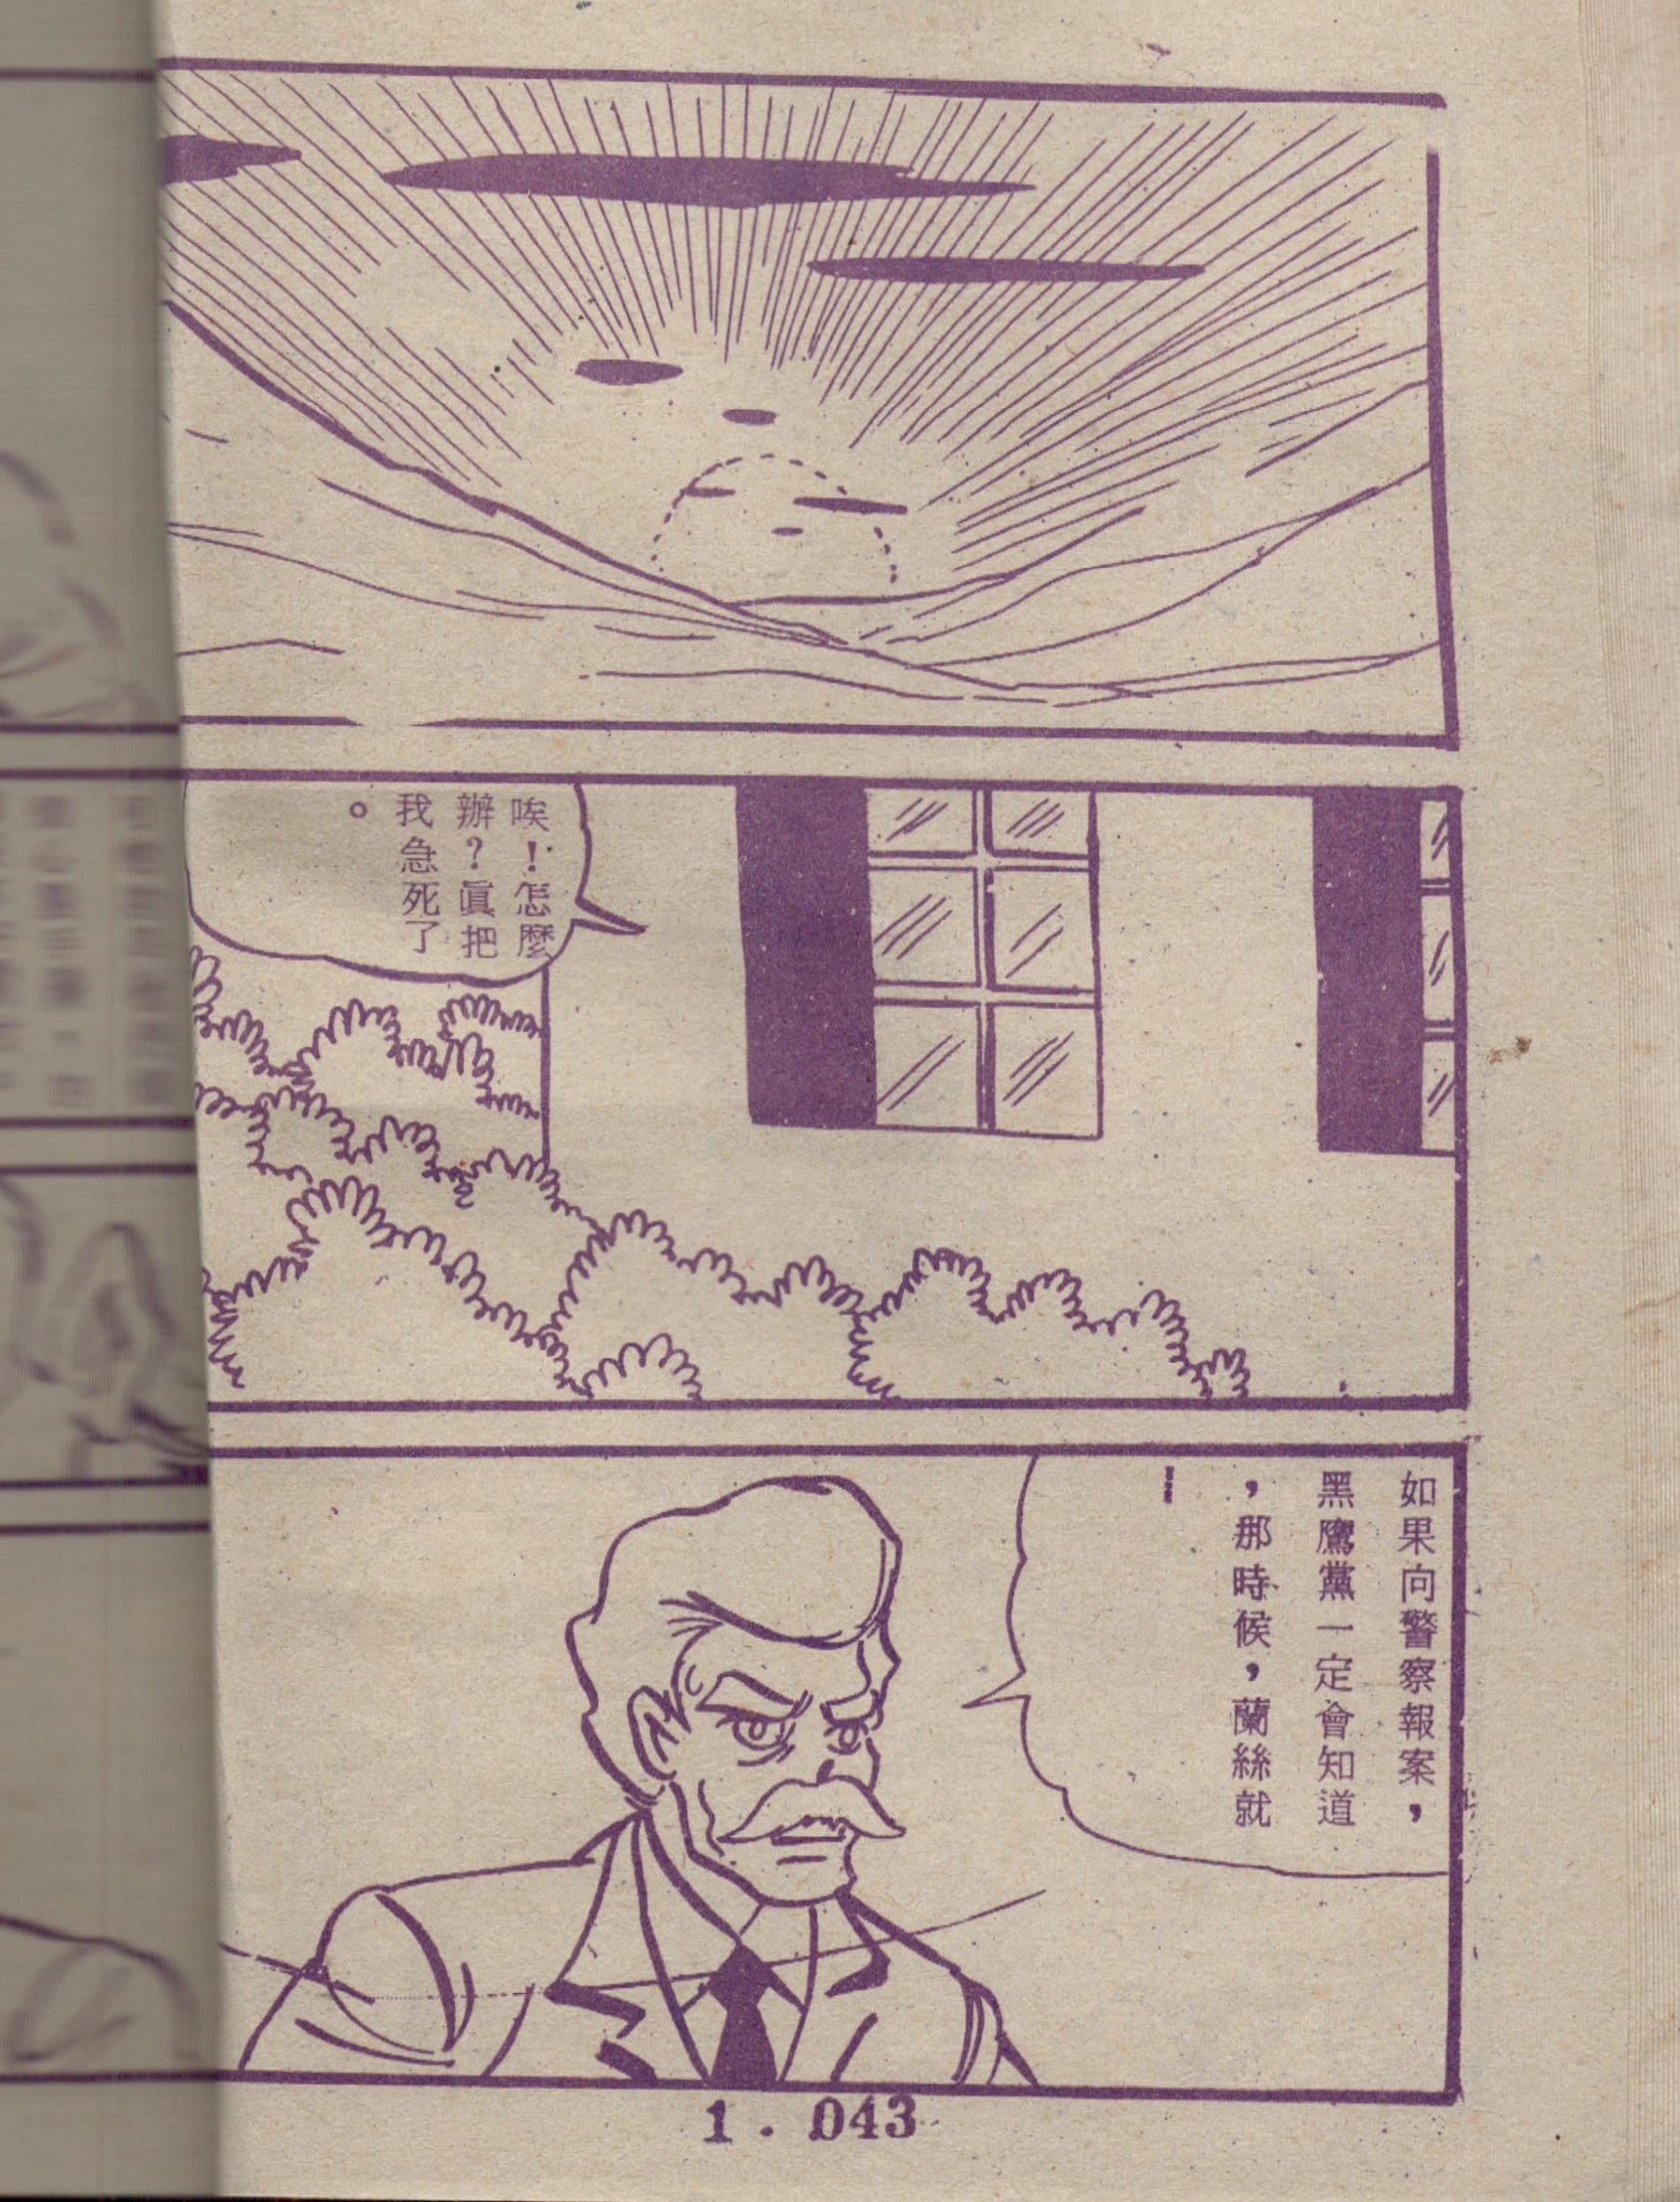 唉！怎麼
辦？眞把
我急死了
。
如果向警察報案，
黑鷹黨一定會知道
，那時候，蘭絲就
⋯⋯
1.043